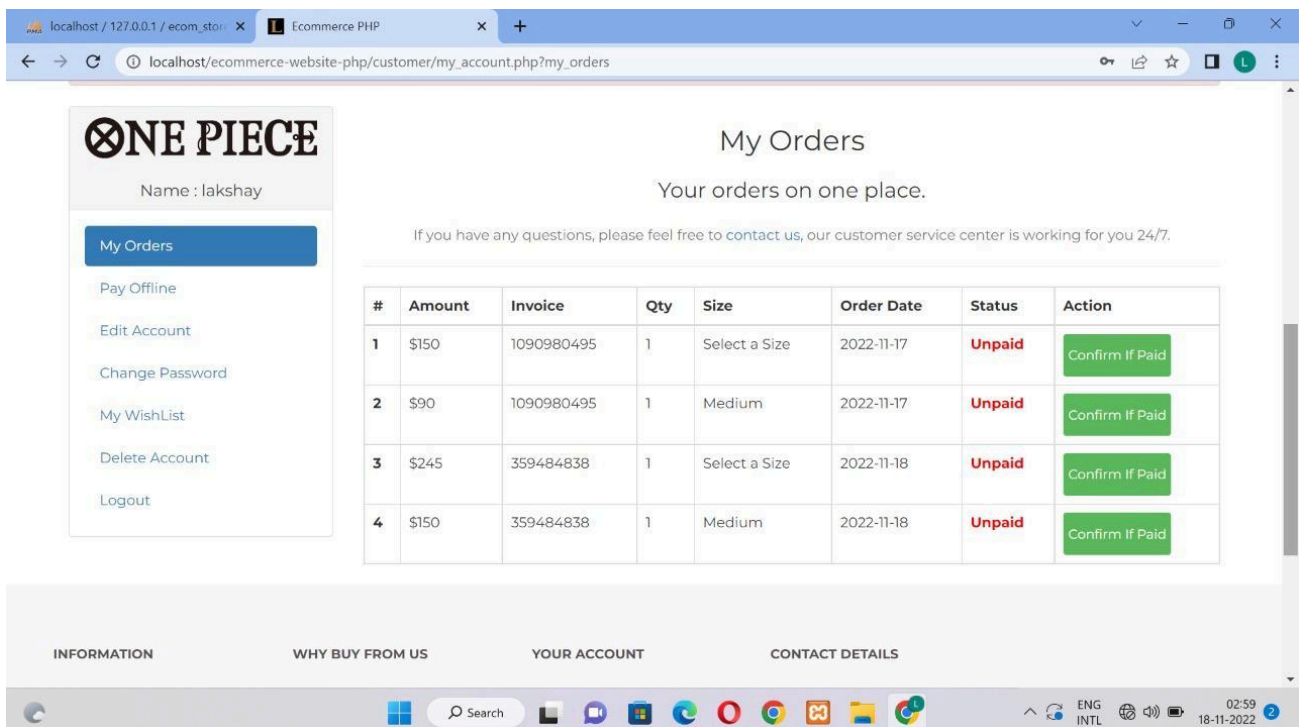 localhost / 127.0.0.1 / ecom_stor
Ecommerce PHP
localhost/ecommerce-website-php/customer/my_account.php?my_orders
L
ONE PIECE
Name : lakshay
My Orders
Pay Offline
Edit Account
Change Password
My WishList
Delete Account
Logout
My Orders
Your orders on one place.
If you have any questions, please feel free to contact us, our customer service center is working for you 24/7.
# Amount Invoice Qty Size Order Date Status Action
1 $150 1090980495 1 Select a Size 2022-11-17 Unpaid Confirm If Paid
2 $90 1090980495 1 Medium 2022-11-17 Unpaid Confirm If Paid
3 $245 359484838 1 Select a Size 2022-11-18 Unpaid Confirm If Paid
4 $150 359484838 1 Medium 2022-11-18 Unpaid Confirm If Paid
INFORMATION WHY BUY FROM US YOUR ACCOUNT CONTACT DETAILS
Search
ENG
INTL
02:59
18-11-2022
2